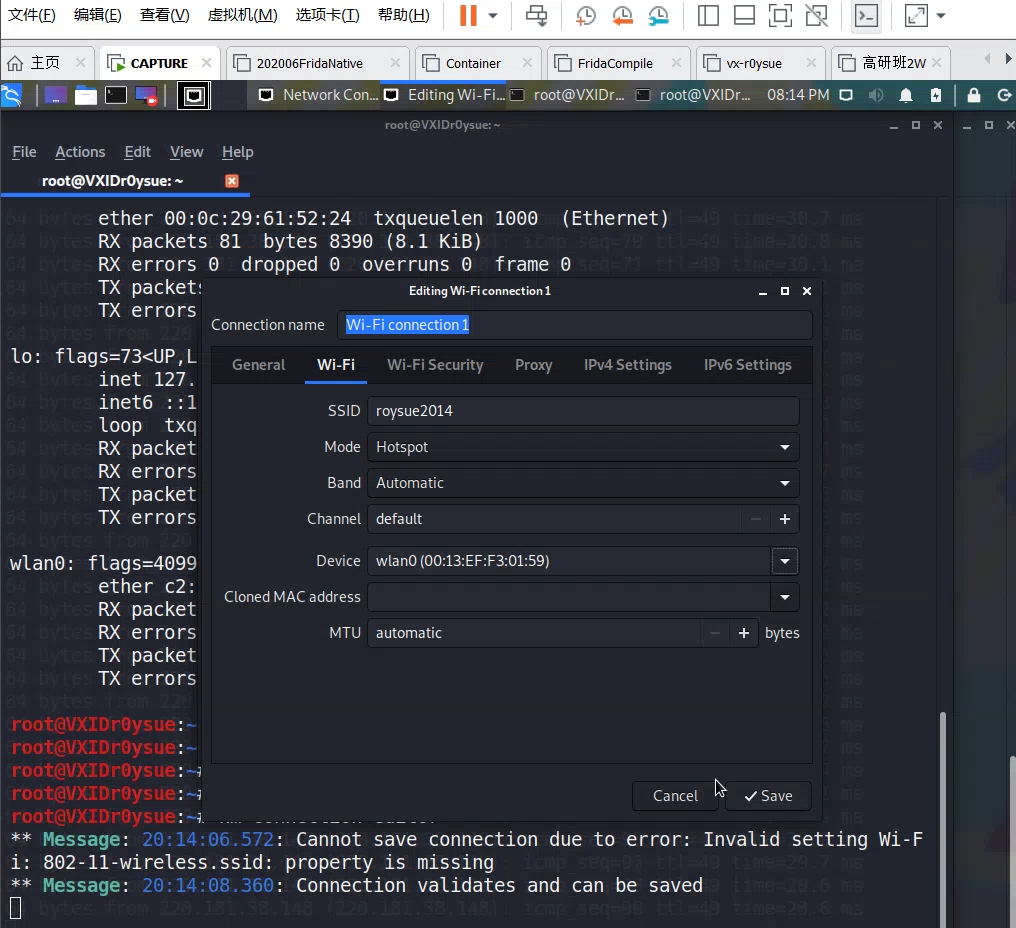 文件(F) 编辑(E) 查看(V) 虚拟机(M) 选项卡(T) 帮助(H)
主页 CAPTURE 202006FridaNative Container FridaCompile vx-r0ysue 高研班2W
Network Con... Editing Wi-Fi... root@VXIDr... root@VXIDr... 08:14 PM
root@VXIDr0ysue: ~
File Actions Edit View Help
root@VXIDr0ysue: ~
ether 00:0c:29:61:52:24 txqueuelen 1000 (Ethernet)
RX packets 81 bytes 8390 (8.1 KiB)
RX errors 0 dropped 0 overruns 0 frame 0
TX packets
TX errors
lo: flags=73<UP,L
inet 127.
inet6 ::1
loop txq
RX packet
RX errors
TX packet
TX errors
wlan0: flags=4099
ether c2:
RX packet
RX errors
TX packet
TX errors
root@VXIDr0ysue:~
root@VXIDr0ysue:~
root@VXIDr0ysue:~#
root@VXIDr0ysue:~#
root@VXIDr0ysue:~#
** Message: 20:14:06.572: Cannot save connection due to error: Invalid setting Wi-F
i: 802-11-wireless.ssid: property is missing
** Message: 20:14:08.360: Connection validates and can be saved
Editing Wi-Fi connection 1
Connection name Wi-Fi connection 1
General Wi-Fi Wi-Fi Security Proxy IPv4 Settings IPv6 Settings
SSID roysue2014
Mode Hotspot
Band Automatic
Channel default
Device wlan0 (00:13:EF:F3:01:59)
Cloned MAC address
MTU automatic bytes
Cancel Save